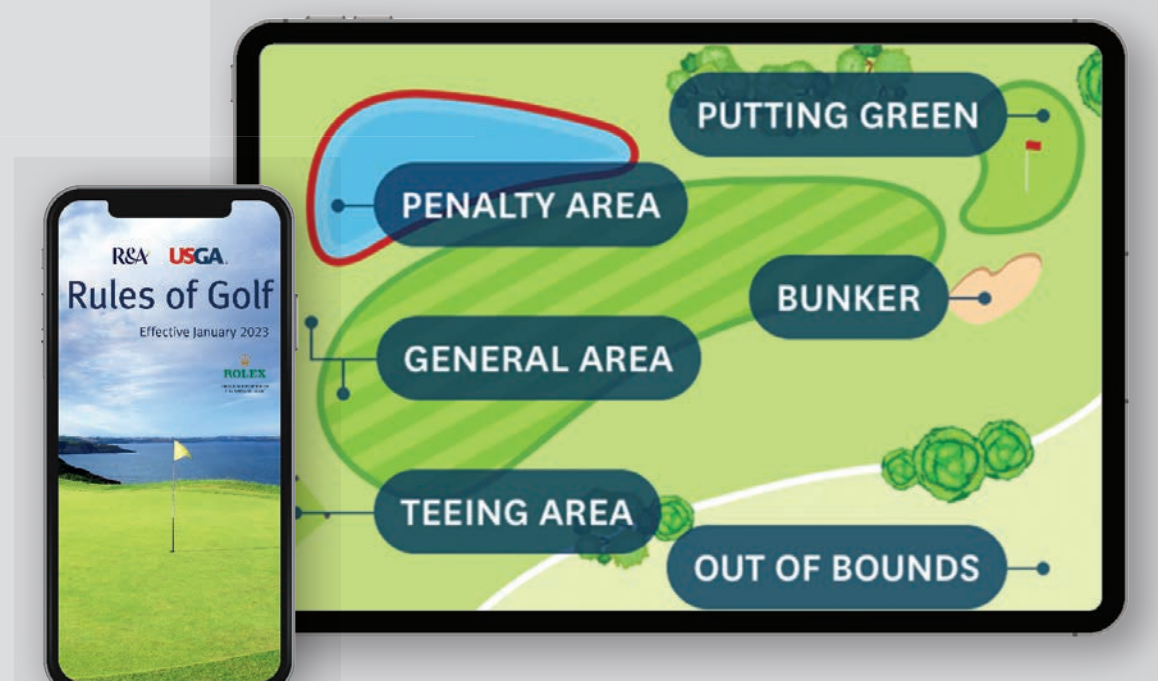 R&A USGA.
Rules of Golf
Effective January 2023
ROLEX
PUTTING GREEN
PENALTY AREA
BUNKER
GENERAL AREA
TEEING AREA
OUT OF BOUNDS